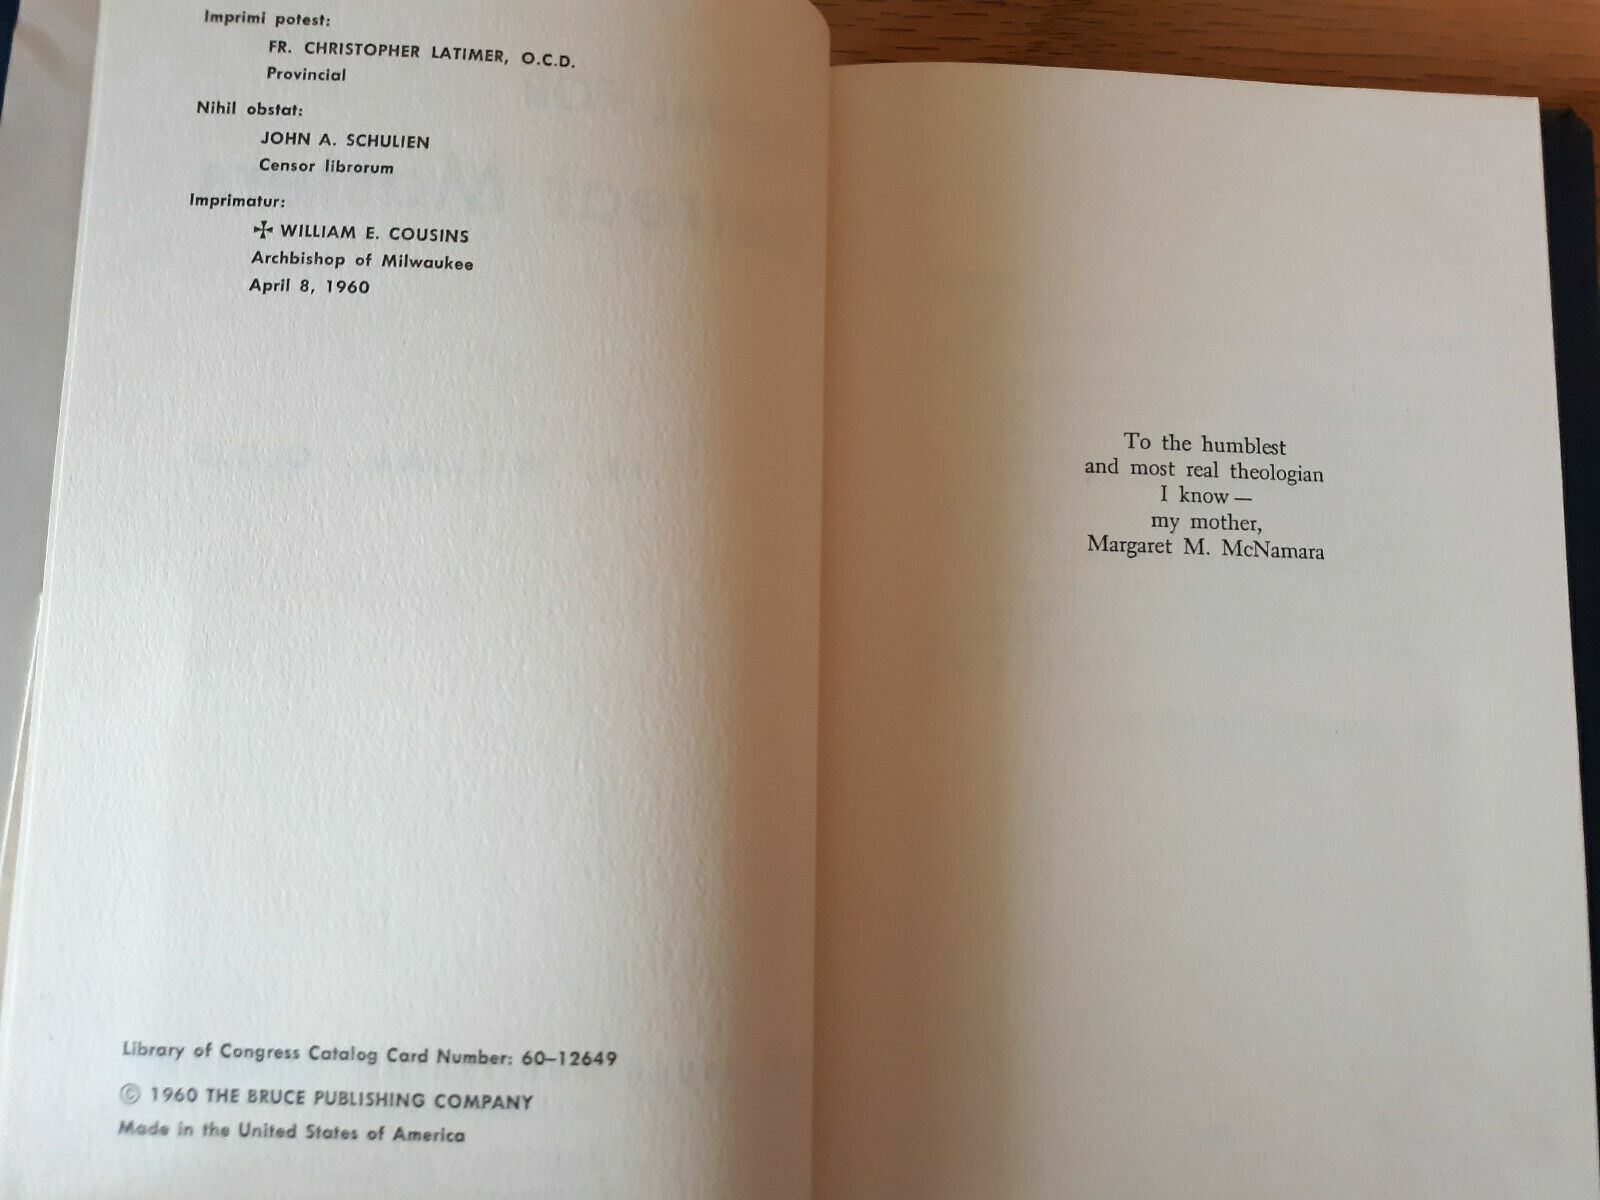 Imprimi potest:
FR. CHRISTOPHER LATIMER, O.C.D.
Provincial
Nihil obstat:
JOHN A. SCHULIEN
Censor librorum
Imprimatur:
✠ WILLIAM E. COUSINS
Archbishop of Milwaukee
April 8, 1960
Library of Congress Catalog Card Number: 60–12649
© 1960 THE BRUCE PUBLISHING COMPANY
Made in the United States of America
To the humblest
and most real theologian
I know —
my mother,
Margaret M. McNamara